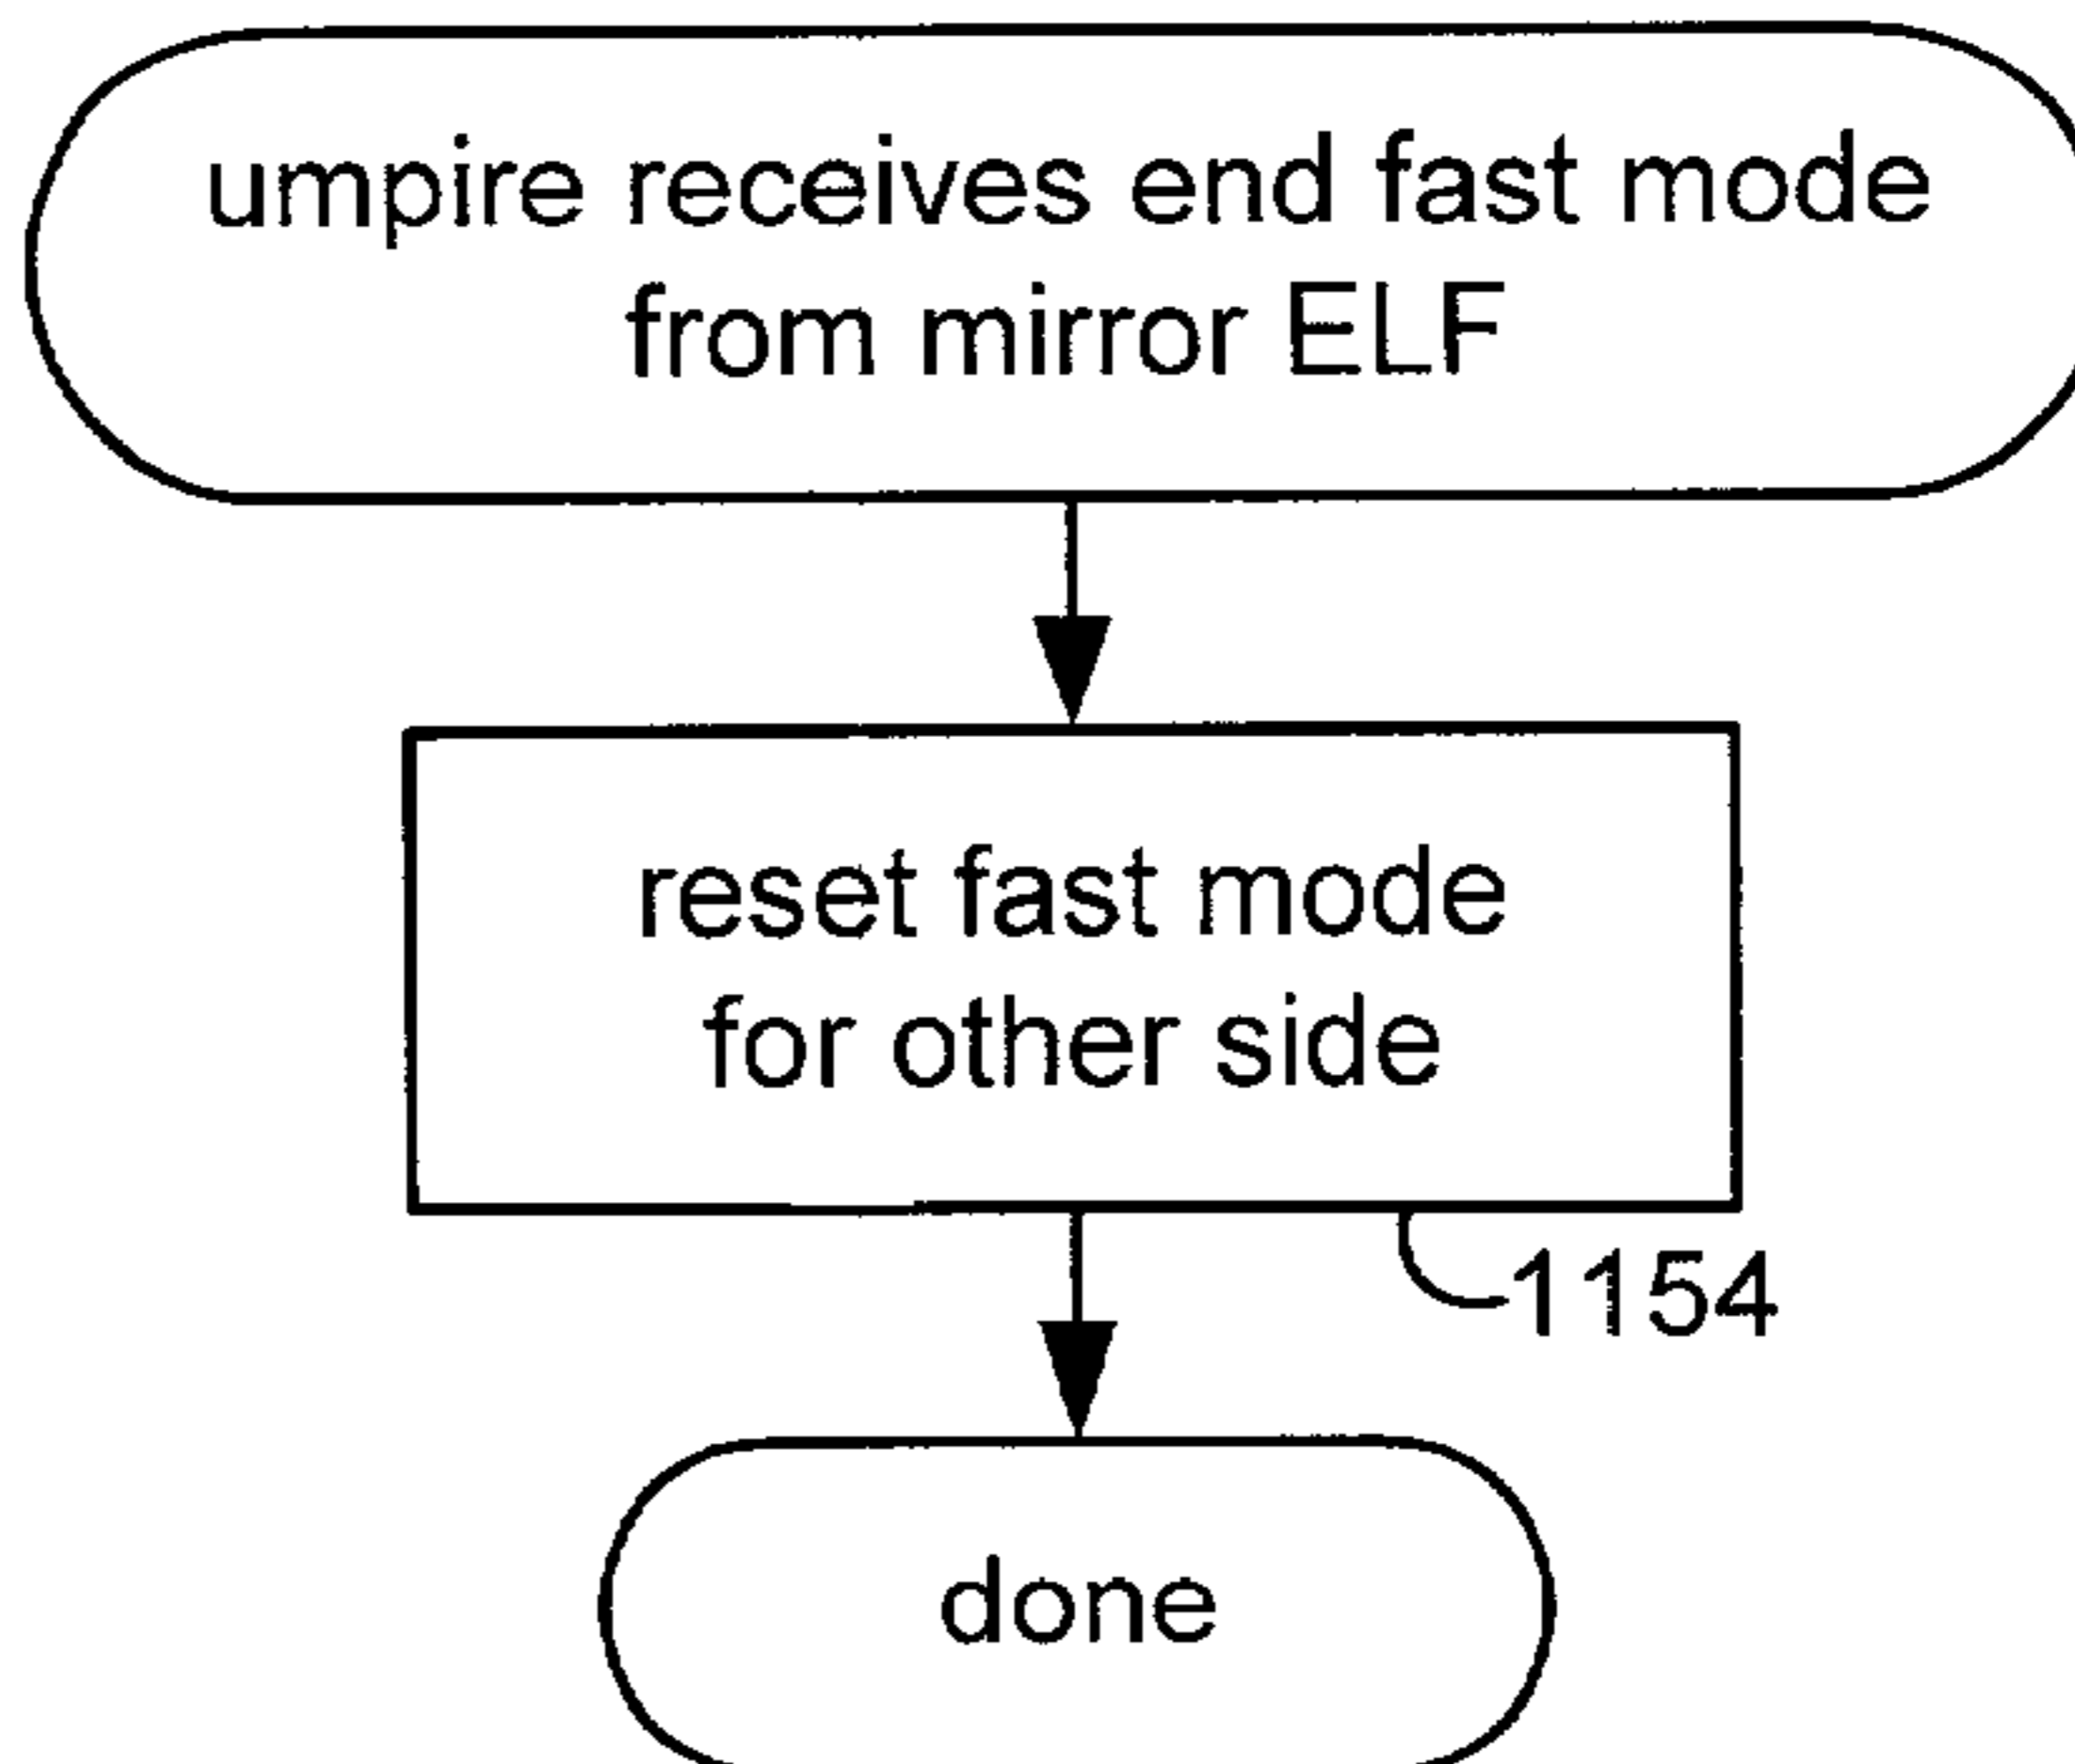 umpire receives end fast mode
from mirror ELF
reset fast mode
for other side
1154
done